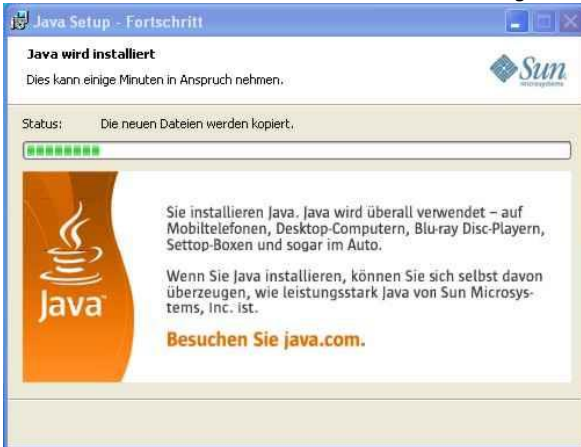 Java Setup - Fortschritt
Java wird installiert
Dies kann einige Minuten in Anspruch nehmen.
Sun
microsystems
Status: Die neuen Dateien werden kopiert.
Sie installieren Java. Java wird überall verwendet – auf
Mobiltelefonen, Desktop-Computern, Blu-ray Disc-Playern,
Settop-Boxen und sogar im Auto.
Wenn Sie Java installieren, können Sie sich selbst davon
überzeugen, wie leistungsstark Java von Sun Microsys-
tems, Inc. ist.
Besuchen Sie java.com.
Java